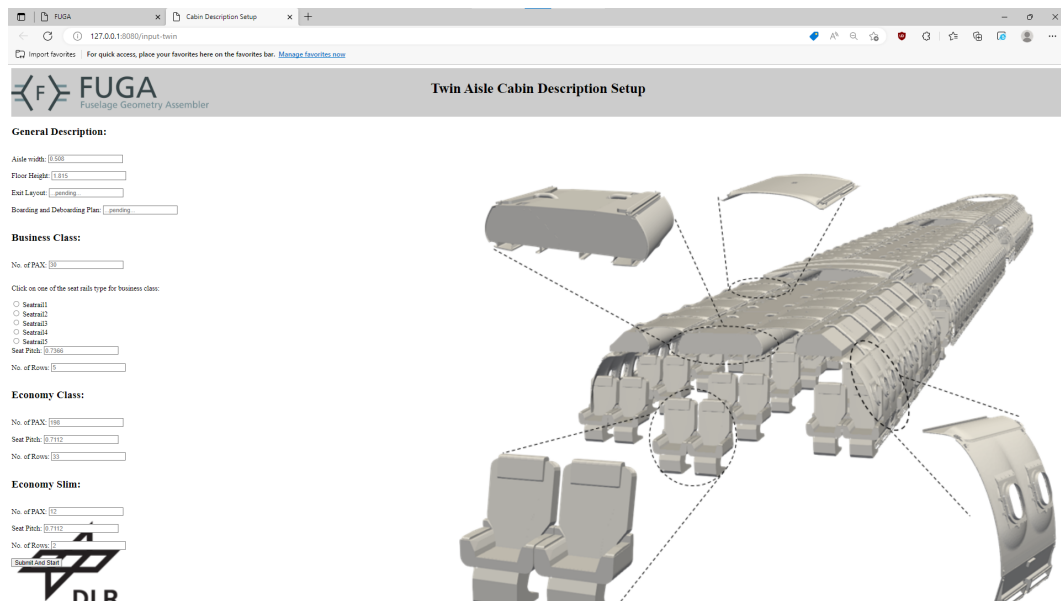 FUGA
Cabin Description Setup
127.0.0.1:8080/input-twin
Import favorites
For quick access, place your favorites here on the favorites bar. Manage favorites now
F
FUGA
Fuselage Geometry Assembler
Twin Aisle Cabin Description Setup
General Description:
Aisle width: 0.508
Floor Height: 1.815
Exit Layout: ...pending...
Boarding and Deboarding Plan: ...pending...
Business Class:
No. of PAX: 30
Click on one of the seat rails type for business class:
Seatrail1
Seatrail2
Seatrail3
Seatrail4
Seatrail5
Seat Pitch: 0.7366
No. of Rows: 5
Economy Class:
No. of PAX: 198
Seat Pitch: 0.7112
No. of Rows: 33
Economy Slim:
No. of PAX: 12
Seat Pitch: 0.7112
No. of Rows: 2
Submit And Start
DLR